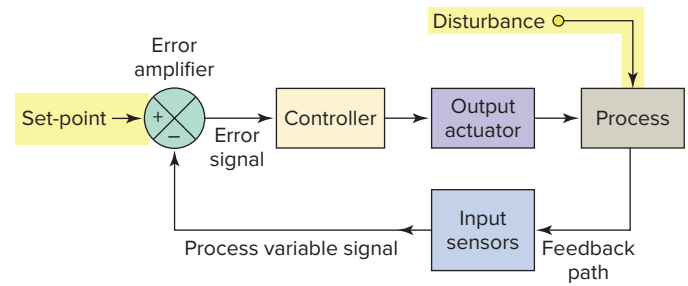 Disturbance
Error
amplifier
Set-point
+
−
Error
signal
Controller
Output
actuator
Process
Input
sensors
Process variable signal
Feedback
path